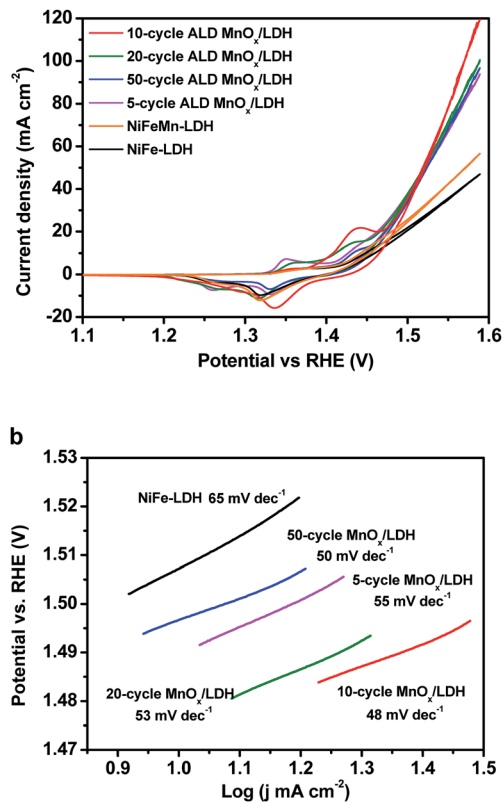 120
100
80
60
40
20
0
-20
Current density (mA cm⁻²)
10-cycle ALD MnOₓ/LDH
20-cycle ALD MnOₓ/LDH
50-cycle ALD MnOₓ/LDH
5-cycle ALD MnOₓ/LDH
NiFeMn-LDH
NiFe-LDH
1.1 1.2 1.3 1.4 1.5 1.6
Potential vs RHE (V)
b
1.53
1.52
1.51
1.50
1.49
1.48
1.47
Potential vs. RHE (V)
NiFe-LDH 65 mV dec⁻¹
50-cycle MnOₓ/LDH
50 mV dec⁻¹
5-cycle MnOₓ/LDH
55 mV dec⁻¹
20-cycle MnOₓ/LDH
53 mV dec⁻¹
10-cycle MnOₓ/LDH
48 mV dec⁻¹
0.9 1.0 1.1 1.2 1.3 1.4 1.5
Log (j mA cm⁻²)